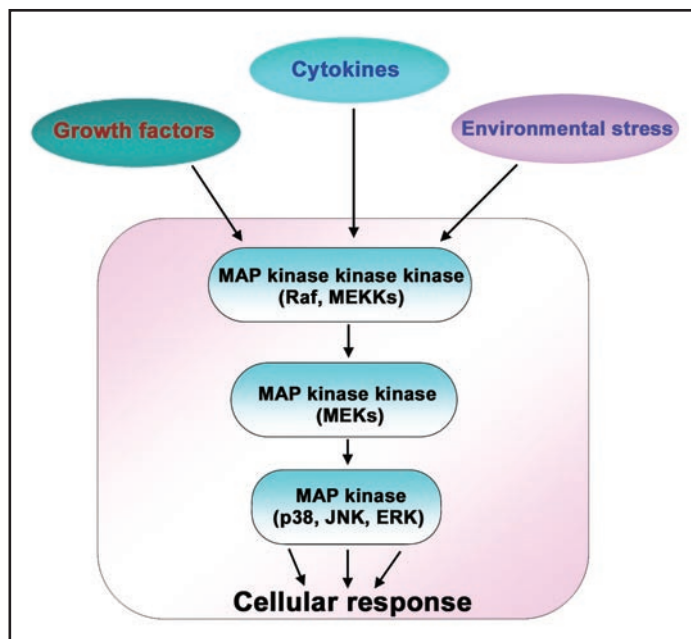 Cytokines
Growth factors
Environmental stress
MAP kinase kinase kinase
(Raf, MEKKs)
MAP kinase kinase
(MEKs)
MAP kinase
(p38, JNK, ERK)
Cellular response